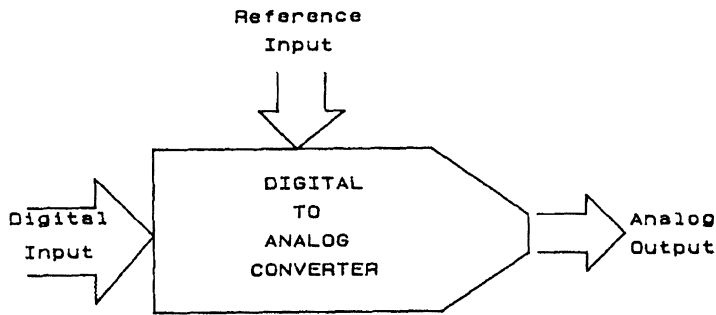 Reference
Input
DIGITAL
TO
ANALOG
CONVERTER
Digital
Input
Analog
Output